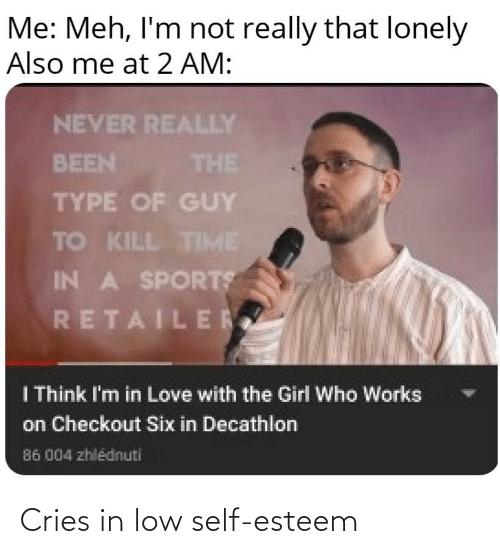 Me: Meh, I'm not really that lonely
Also me at 2 AM:
NEVER REALLY
BEEN THE
TYPE OF GUY
TO KILL TIME
IN A SPORTS
RETAILER
I Think I'm in Love with the Girl Who Works
on Checkout Six in Decathlon
86 004 zhlédnutí
Cries in low self-esteem